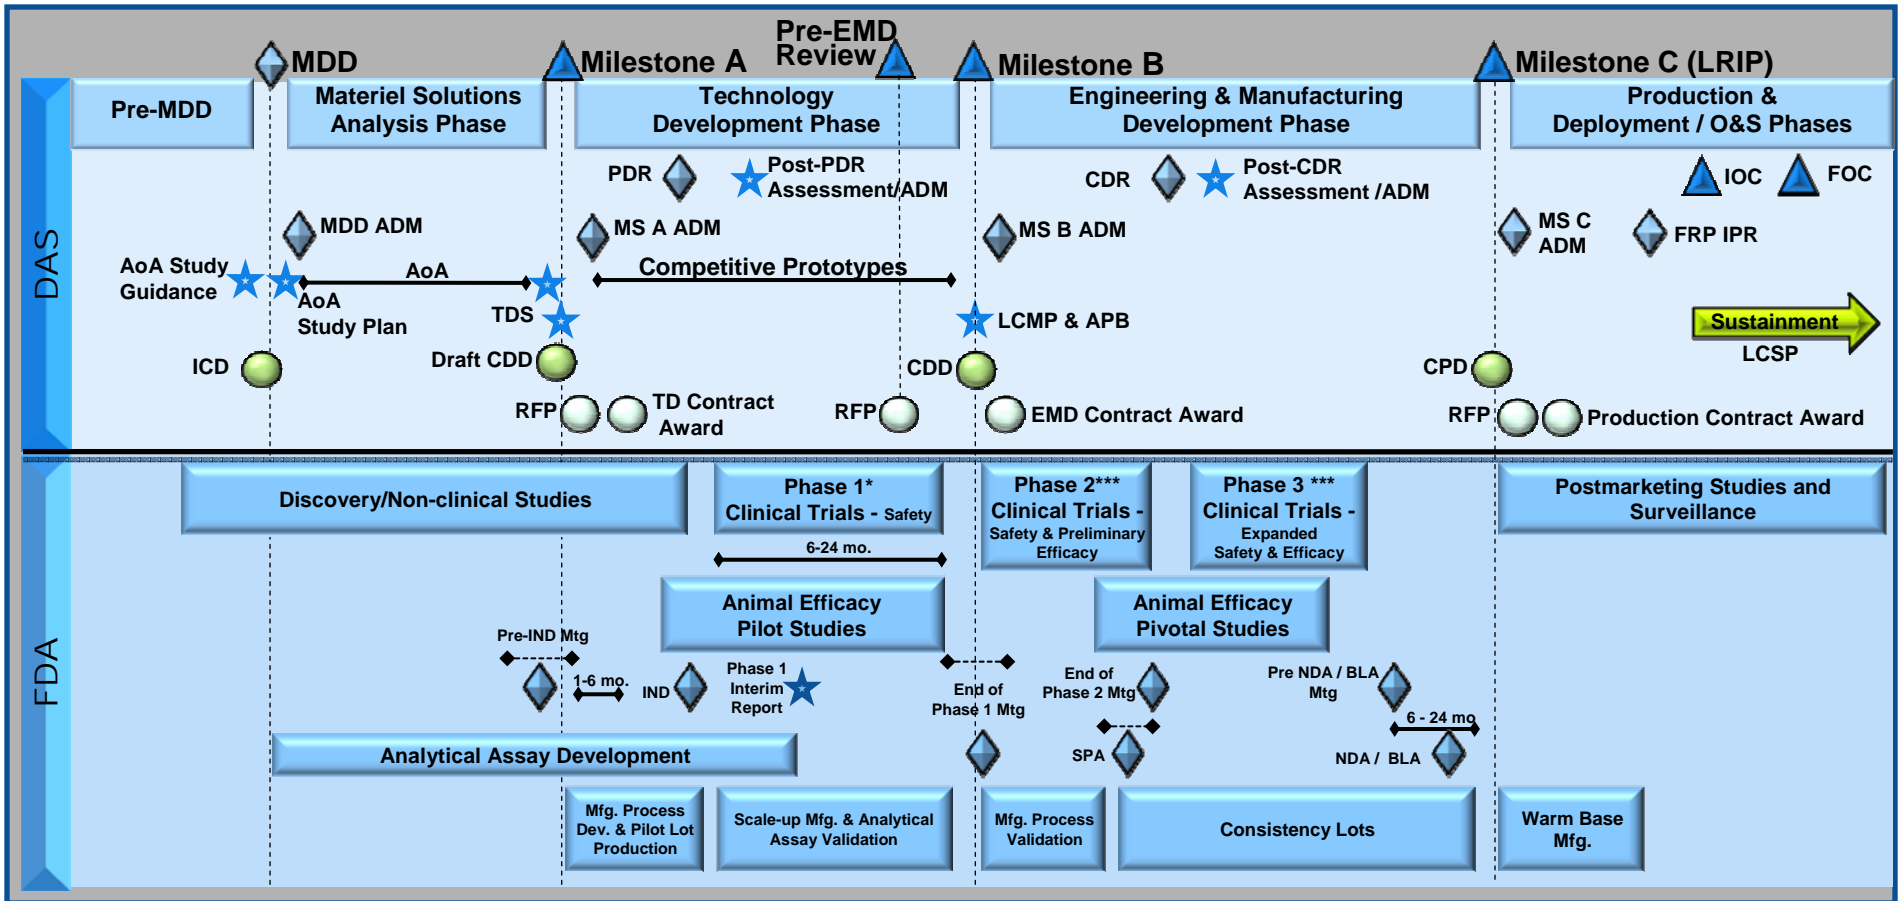 MDD
Milestone A
Pre-EMD
Review
Milestone B
Milestone C (LRIP)
Pre-MDD
Materiel Solutions
Analysis Phase
Technology
Development Phase
Engineering & Manufacturing
Development Phase
Production &
Deployment / O&S Phases
DAS
PDR
Post-PDR
Assessment/ADM
CDR
Post-CDR
Assessment /ADM
IOC
FOC
MDD ADM
MS A ADM
MS B ADM
MS C
ADM
FRP IPR
AoA Study
Guidance
AoA
AoA
Study Plan
Competitive Prototypes
TDS
LCMP & APB
Sustainment
LCSP
ICD
Draft CDD
CDD
CPD
RFP
TD Contract
Award
RFP
EMD Contract Award
RFP
Production Contract Award
FDA
Discovery/Non-clinical Studies
Phase 1*
Clinical Trials - Safety
Phase 2***
Clinical Trials -
Safety & Preliminary
Efficacy
Phase 3 ***
Clinical Trials -
Expanded
Safety & Efficacy
Postmarketing Studies and
Surveillance
6-24 mo.
Animal Efficacy
Pilot Studies
Animal Efficacy
Pivotal Studies
Pre-IND Mtg
1-6 mo.
IND
Phase 1
Interim
Report
End of
Phase 1 Mtg
End of
Phase 2 Mtg
Pre NDA / BLA
Mtg
6 - 24 mo
SPA
NDA / BLA
Analytical Assay Development
Mfg. Process
Dev. & Pilot Lot
Production
Scale-up Mfg. & Analytical
Assay Validation
Mfg. Process
Validation
Consistency Lots
Warm Base
Mfg.